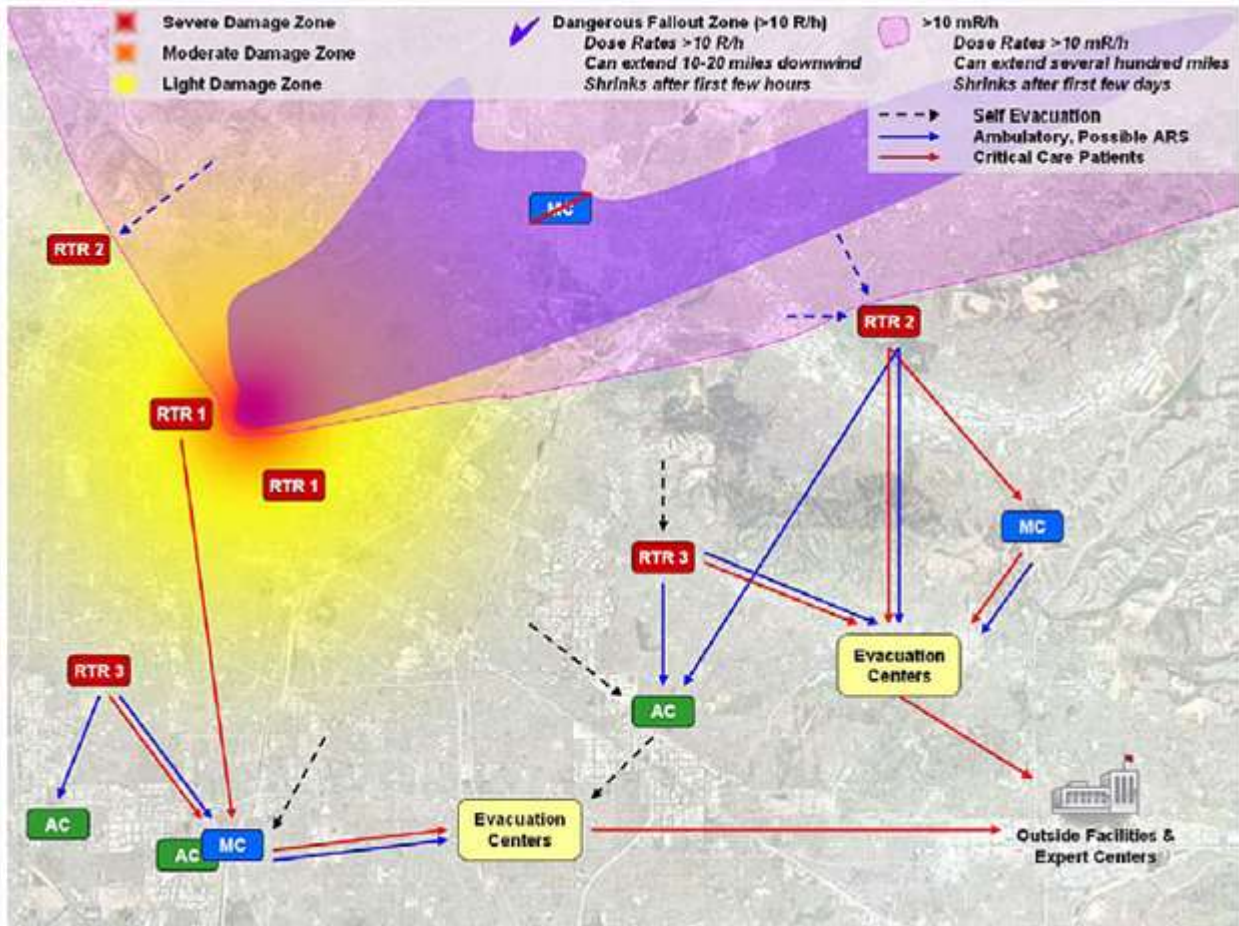 Severe Damage Zone
Moderate Damage Zone
Light Damage Zone
Dangerous Fallout Zone (>10 R/h)
Dose Rates >10 R/h
Can extend 10-20 miles downwind
Shrinks after first few hours
>10 mR/h
Dose Rates >10 mR/h
Can extend several hundred miles
Shrinks after first few days
Self Evacuation
Ambulatory, Possible ARS
Critical Care Patients
MC
RTR 2
RTR 2
RTR 1
RTR 1
MC
RTR 3
RTR 3
Evacuation
Centers
AC
AC
AC
MC
Evacuation
Centers
Outside Facilities &
Expert Centers